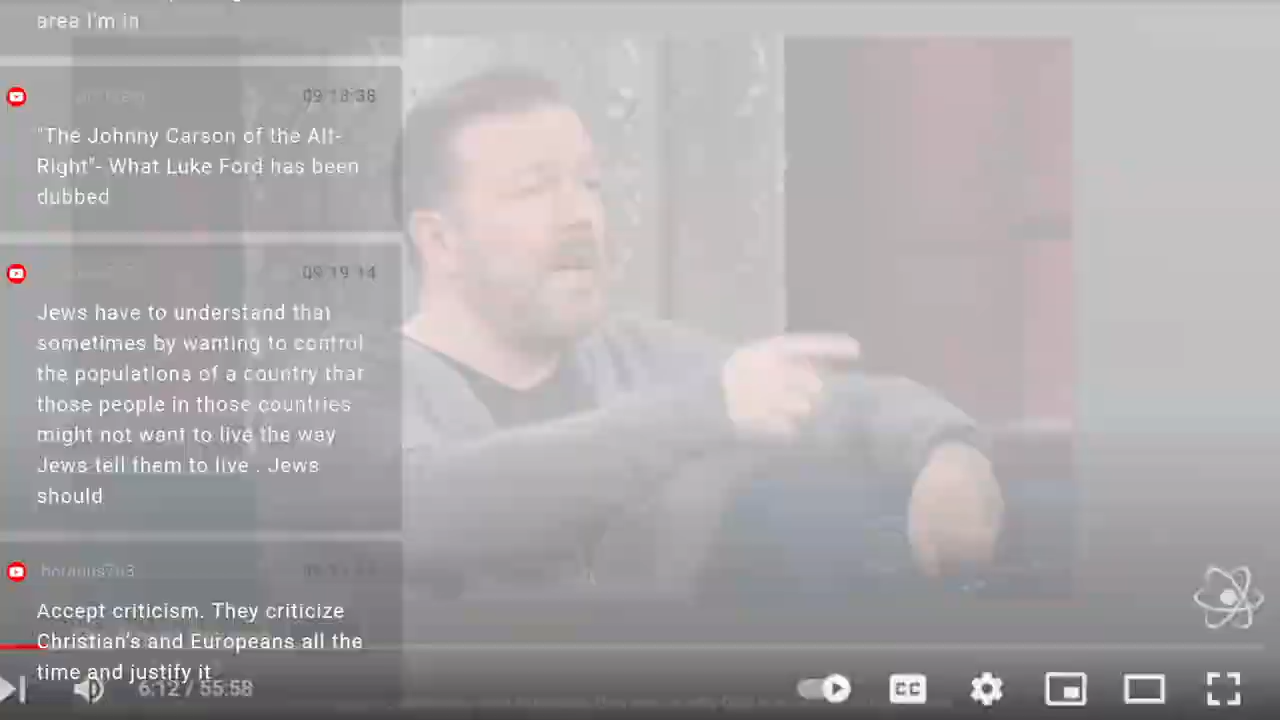 area I'm in
09:18:38
"The Johnny Carson of the Alt-
Right"- What Luke Ford has been
dubbed
09:19:14
Jews have to understand that
sometimes by wanting to control
the populations of a country that
those people in those countries
might not want to live the way
Jews tell them to live . Jews
should
Accept criticism. They criticize
Christian's and Europeans all the
time and justify it
6:12 / 55:58
CC